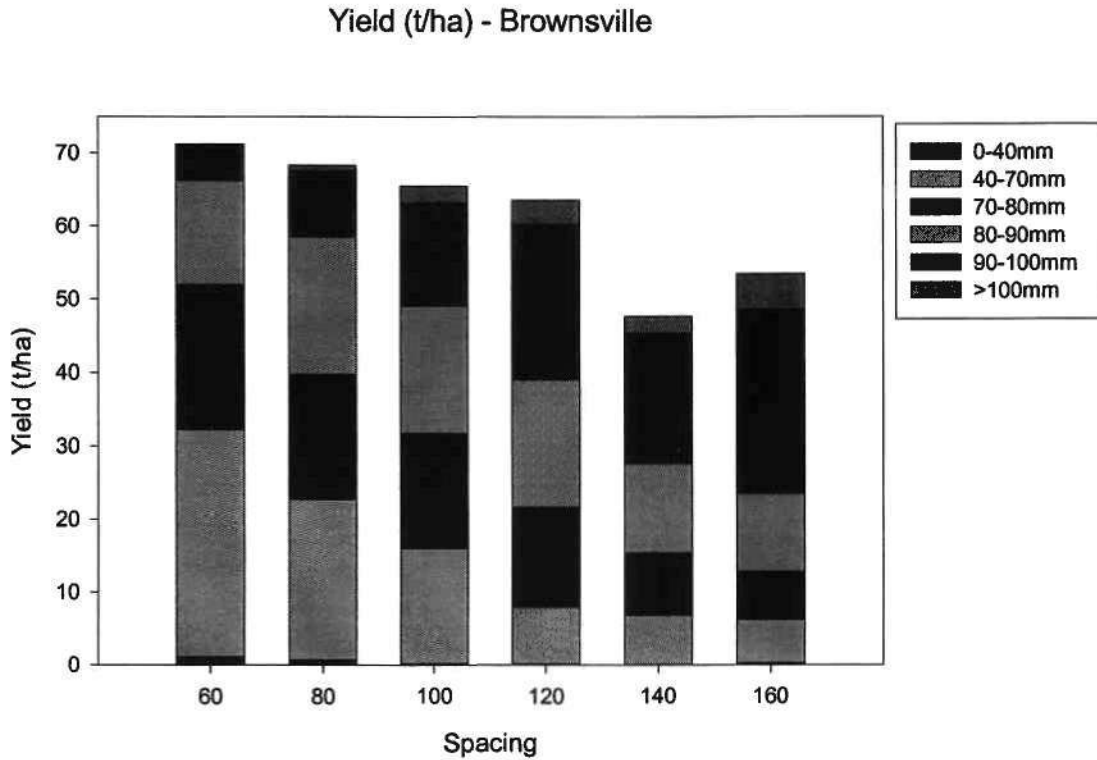 Yield (t/ha) - Brownsville
70
60
50
40
30
20
10
0
Yield (t/ha)
60 80 100 120 140 160
Spacing
0-40mm
40-70mm
70-80mm
80-90mm
90-100mm
>100mm